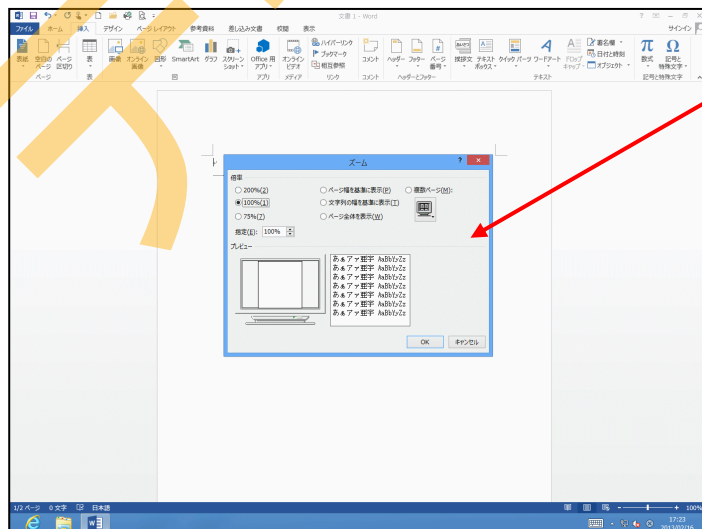 文書 1 - Word
サインイン
ファイル ホーム 挿入 デザイン ページ レイアウト 参考資料 差し込み文書 校閲 表示
表紙 空白の ページ 表 画像 オンライン 図形 SmartArt グラフ スクリーン Office 用 オンライン ハイパーリンク コメント ヘッダー フッター ページ 挨拶文 テキスト クイック パーツ ワードアート ドロップ 署名欄 数式 記号と
ページ 区切り 画像 ショット アプリ ビデオ ブックマーク 番号 ボックス キャップ 日付と時刻 特殊文字
相互参照 オブジェクト
ページ 表 図 アプリ メディア リンク コメント ヘッダーとフッター テキスト 記号と特殊文字
ズーム
倍率
200%(2) ページ幅を基準に表示(P) 複数ページ(M):
100%(1) 文字列の幅を基準に表示(T)
75%(7) ページ全体を表示(W)
指定(E): 100%
プレビュー
あぁアァ亜宇 AaBbYyZz
あぁアァ亜宇 AaBbYyZz
あぁアァ亜宇 AaBbYyZz
あぁアァ亜宇 AaBbYyZz
あぁアァ亜宇 AaBbYyZz
あぁアァ亜宇 AaBbYyZz
あぁアァ亜宇 AaBbYyZz
OK キャンセル
1/2 ページ 0 文字 日本語 100%
17:23
2013/02/16